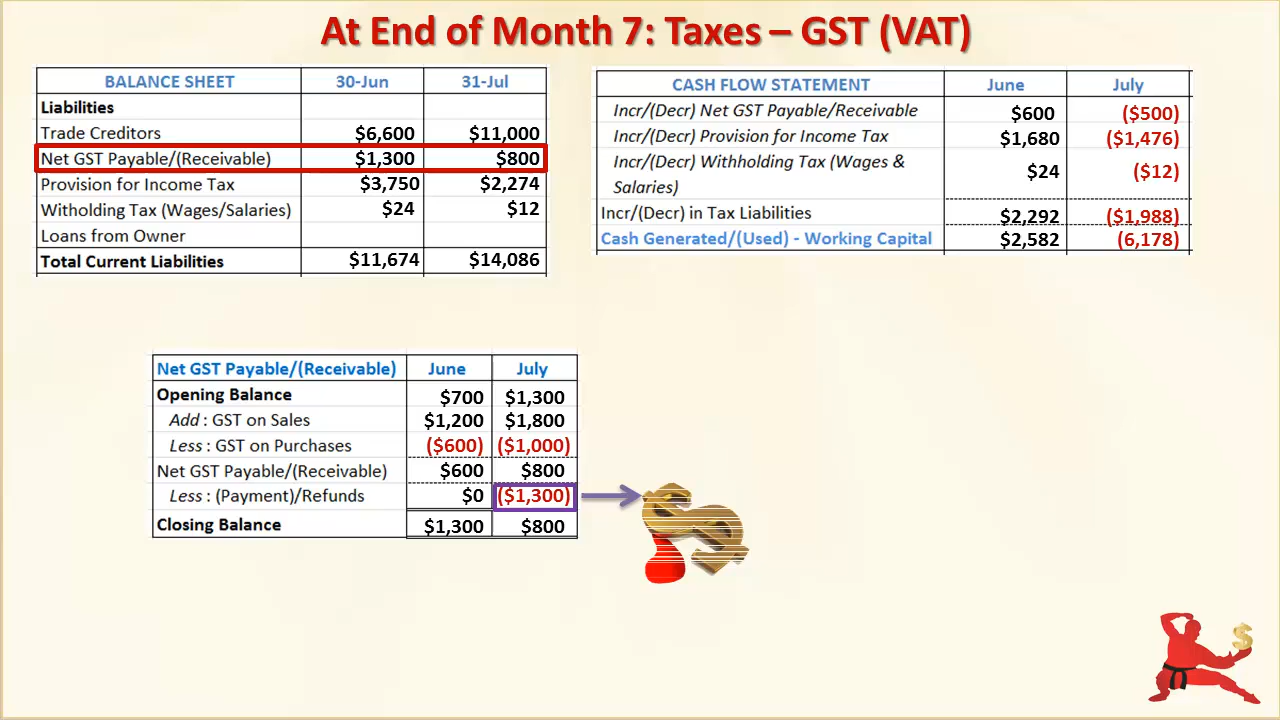 At End of Month 7: Taxes – GST (VAT)
BALANCE SHEET 30-Jun 31-Jul
Liabilities
Trade Creditors $6,600 $11,000
Net GST Payable/(Receivable) $1,300 $800
Provision for Income Tax $3,750 $2,274
Witholding Tax (Wages/Salaries) $24 $12
Loans from Owner
Total Current Liabilities $11,674 $14,086
CASH FLOW STATEMENT June July
Incr/(Decr) Net GST Payable/Receivable $600 ($500)
Incr/(Decr) Provision for Income Tax $1,680 ($1,476)
Incr/(Decr) Withholding Tax (Wages &
Salaries) $24 ($12)
Incr/(Decr) in Tax Liabilities $2,292 ($1,988)
Cash Generated/(Used) - Working Capital $2,582 (6,178)
Net GST Payable/(Receivable) June July
Opening Balance $700 $1,300
Add : GST on Sales $1,200 $1,800
Less : GST on Purchases ($600) ($1,000)
Net GST Payable/(Receivable) $600 $800
Less : (Payment)/Refunds $0 ($1,300)
Closing Balance $1,300 $800